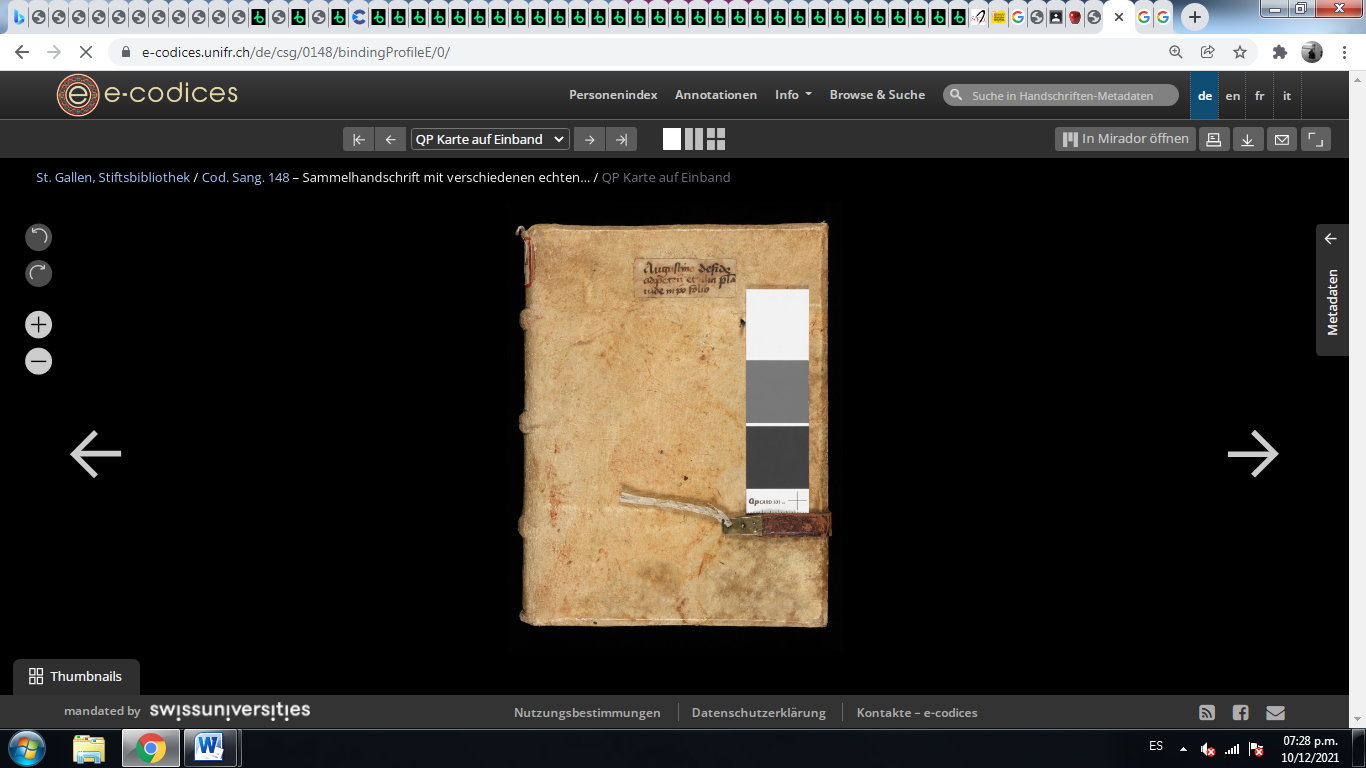 e-codices.unifr.ch/de/csg/0148/bindingProfileE/0/
e-codices
Personenindex
Annotationen
Info
Browse & Suche
Suche in Handschriften-Metadaten
de
en
fr
it
QP Karte auf Einband
In Mirador öffnen
St. Gallen, Stiftsbibliothek / Cod. Sang. 148 – Sammelhandschrift mit verschiedenen echten... / QP Karte auf Einband
Metadaten
QPCARD 101
Thumbnails
mandated by swissuniversities
Nutzungsbestimmungen
Datenschutzerklärung
Kontakte – e-codices
ES
07:28 p.m.
10/12/2021